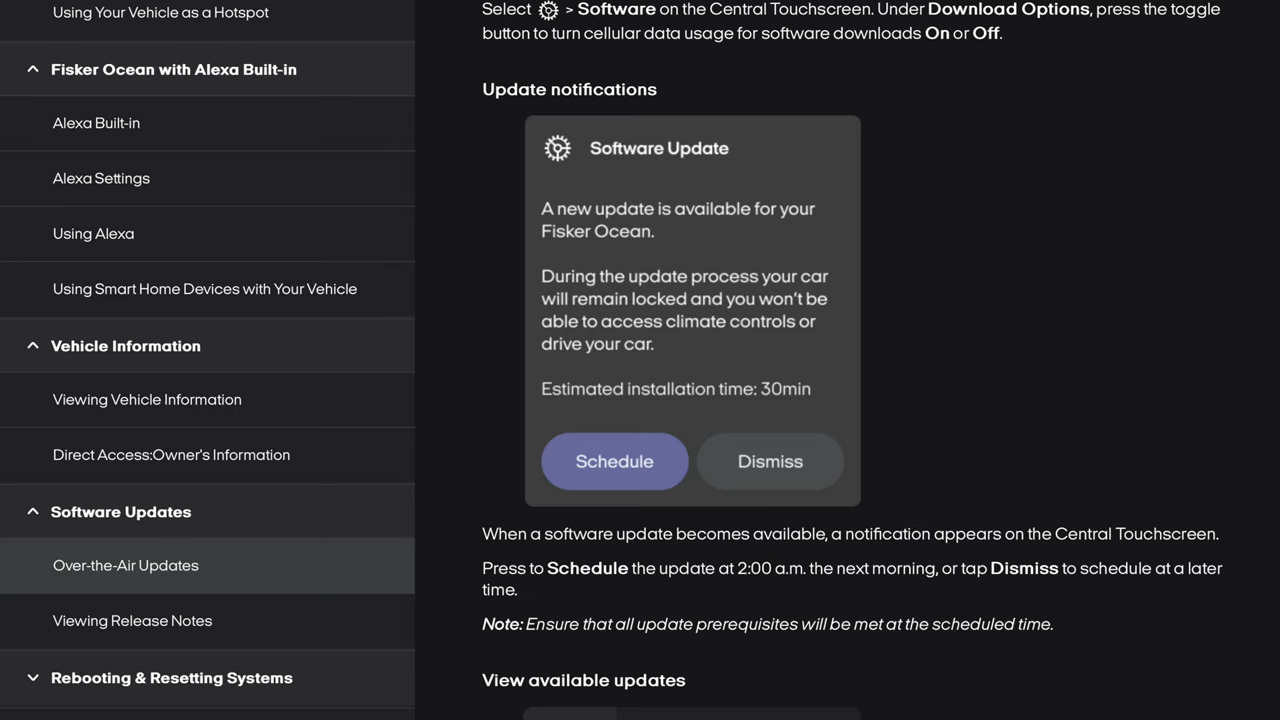 Using Your Vehicle as a Hotspot
Fisker Ocean with Alexa Built-in
Alexa Built-in
Alexa Settings
Using Alexa
Using Smart Home Devices with Your Vehicle
Vehicle Information
Viewing Vehicle Information
Direct Access:Owner's Information
Software Updates
Over-the-Air Updates
Viewing Release Notes
Rebooting & Resetting Systems
Select > Software on the Central Touchscreen. Under Download Options, press the toggle
button to turn cellular data usage for software downloads On or Off.
Update notifications
Software Update
A new update is available for your
Fisker Ocean.
During the update process your car
will remain locked and you won't be
able to access climate controls or
drive your car.
Estimated installation time: 30min
Schedule
Dismiss
When a software update becomes available, a notification appears on the Central Touchscreen.
Press to Schedule the update at 2:00 a.m. the next morning, or tap Dismiss to schedule at a later
time.
Note: Ensure that all update prerequisites will be met at the scheduled time.
View available updates